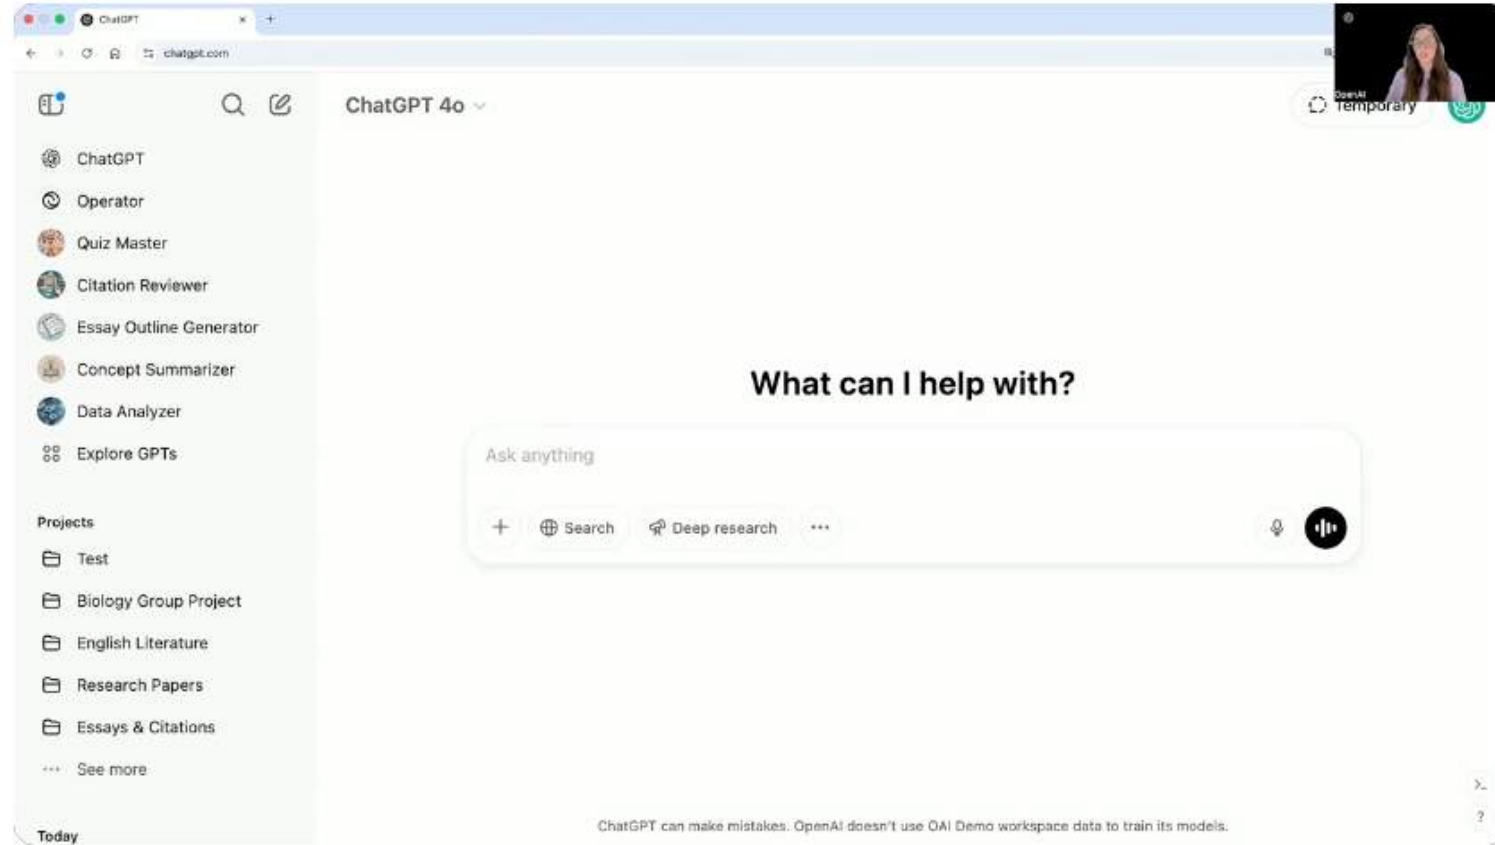 ChatGPT
chatgpt.com
ChatGPT 4o
OpenAI
Temporary
ChatGPT
Operator
Quiz Master
Citation Reviewer
Essay Outline Generator
Concept Summarizer
Data Analyzer
Explore GPTs
Projects
Test
Biology Group Project
English Literature
Research Papers
Essays & Citations
See more
Today
What can I help with?
Ask anything
Search
Deep research
ChatGPT can make mistakes. OpenAI doesn't use OAI Demo workspace data to train its models.
?